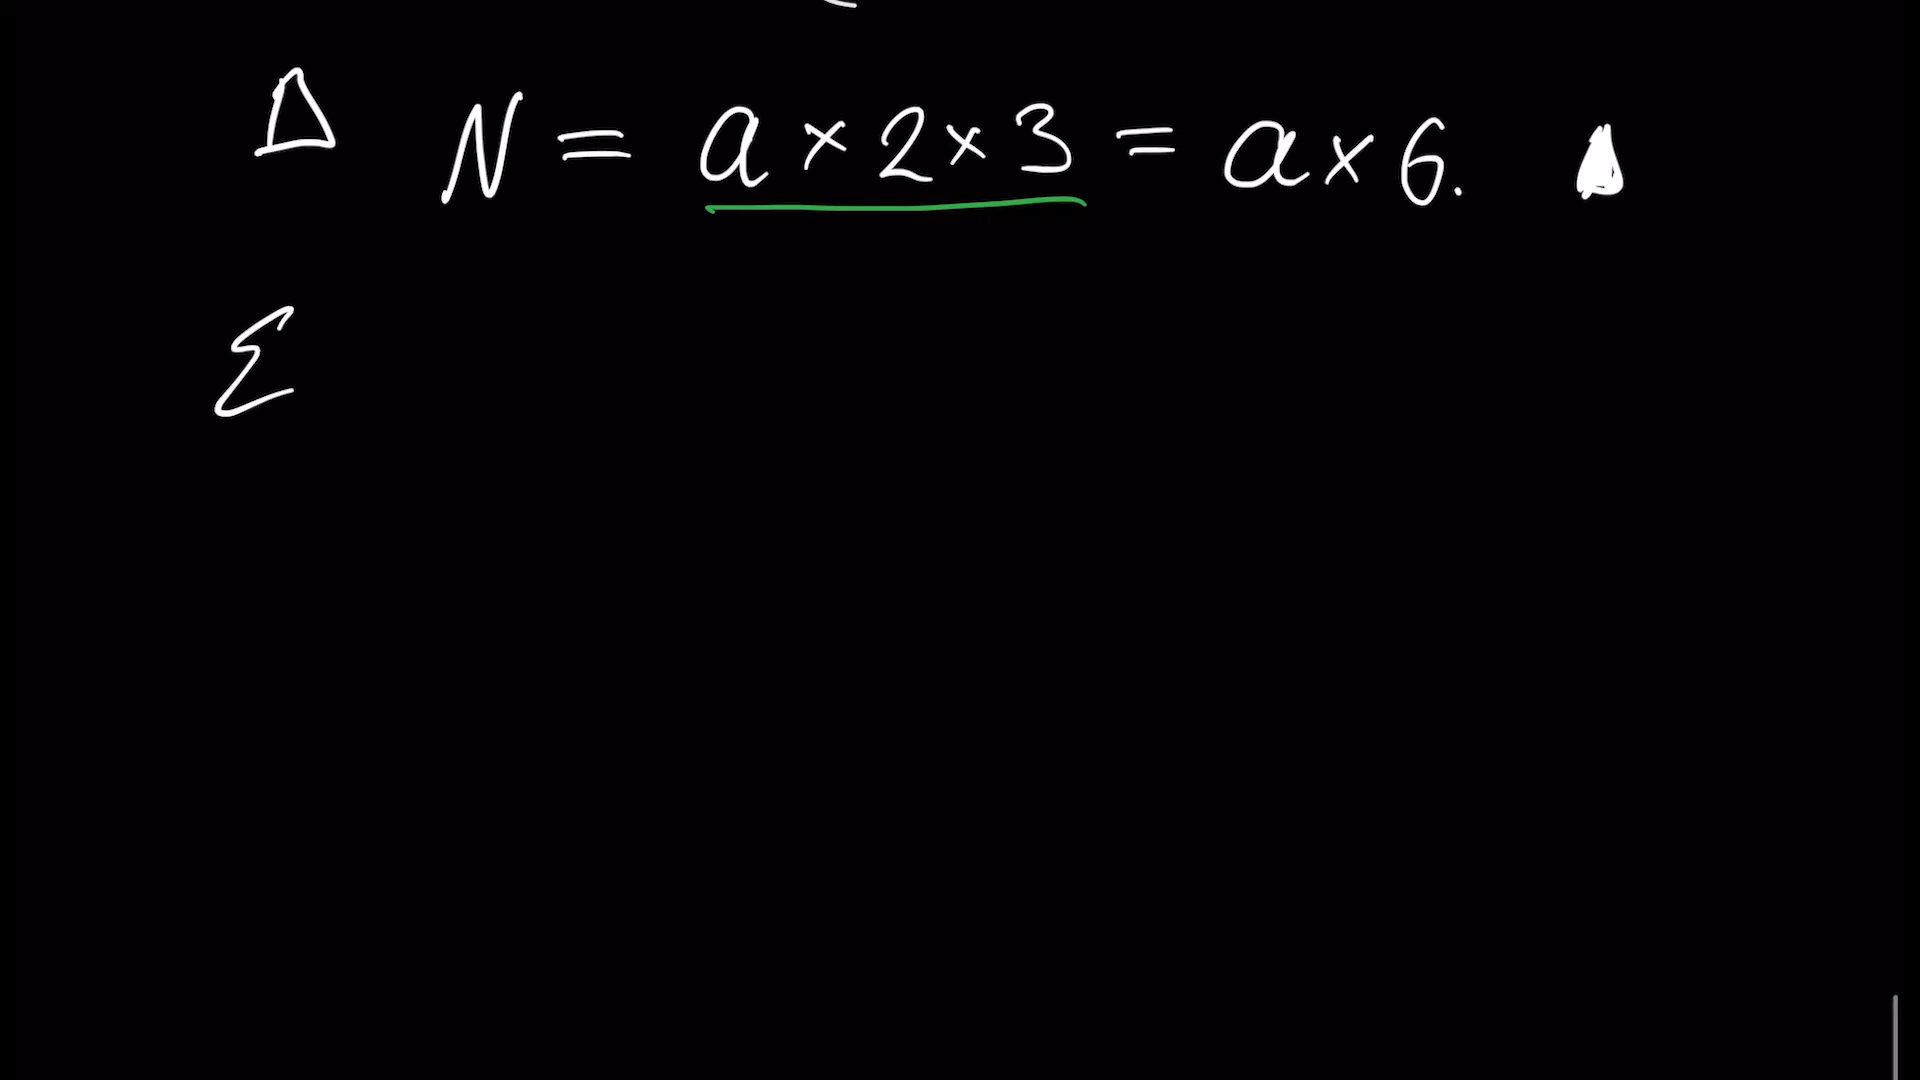 Δ N = a × 2 × 3 = a × 6. ▲
Σ